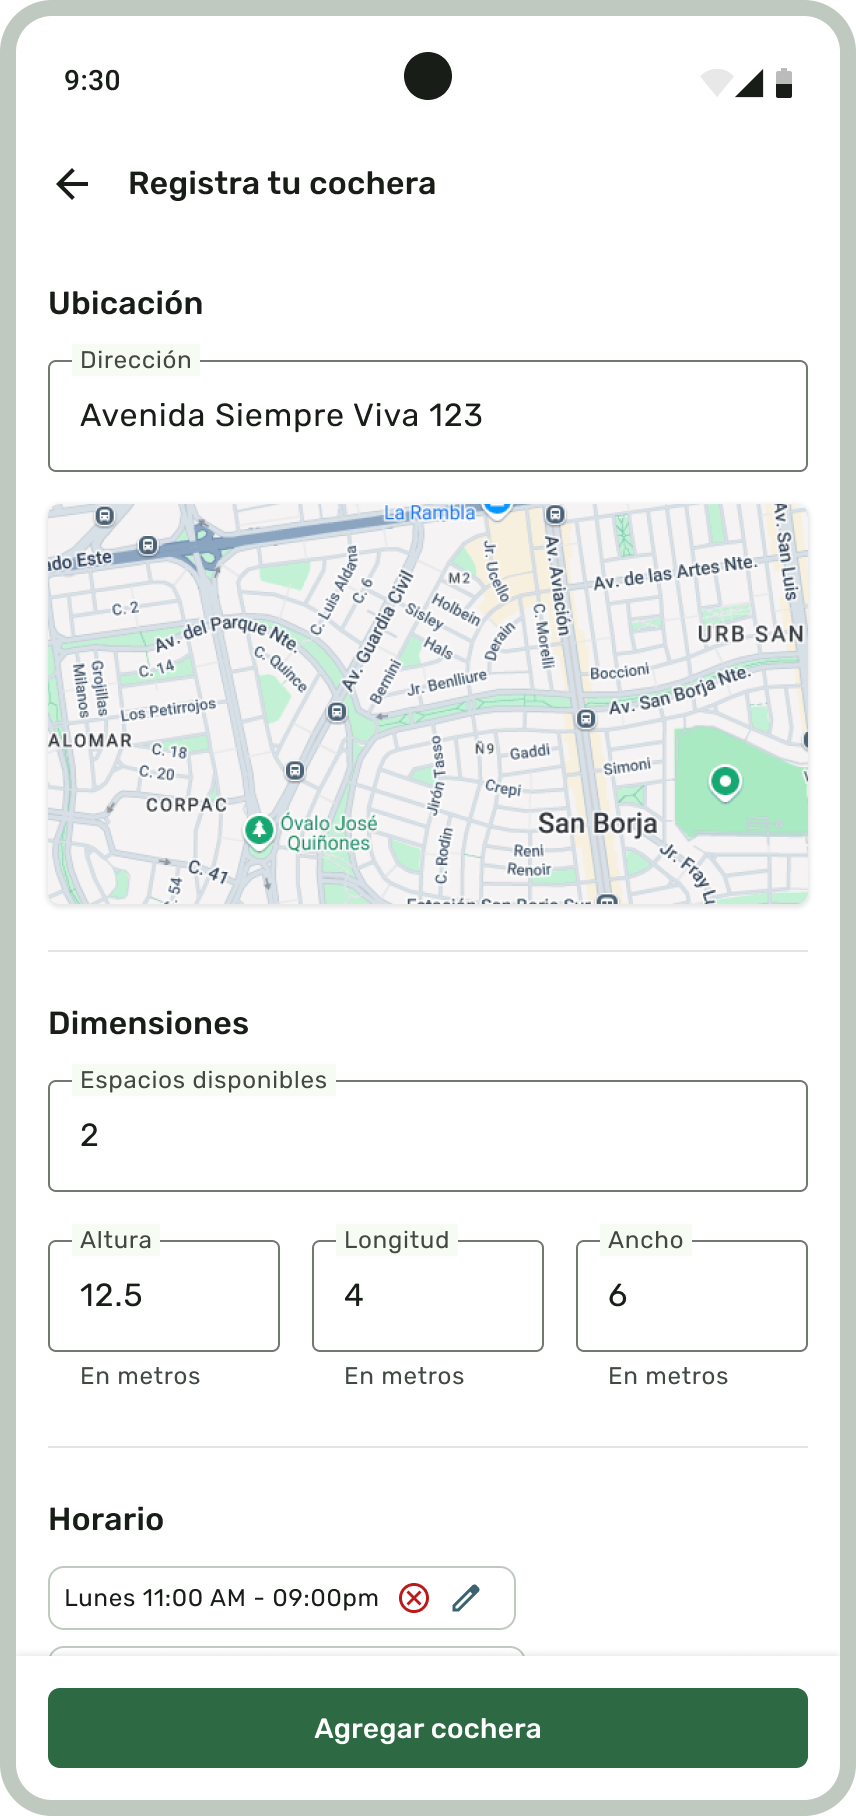 9:30
Registra tu cochera
Ubicación
Dirección
Avenida Siempre Viva 123
La Rambla
ado Este
C. 2
Av. del Parque Nte.
C. Luis Aldana
C. 6
Av. Guardia Civil
M2
Jr. Ucello
Holbein
Sisley
Hals
Derain
C. Morelli
Av. Aviación
Av. de las Artes Nte.
Av. San Luis
URB SAN
C. 14
C. Quince
Grojillas
Milanos
Los Petirrojos
Bernini
Jr. Benlliure
Boccioni
Av. San Borja Nte.
ALOMAR
C. 18
C. 20
CORPAC
Jirón Tasso
Ñ9
Gaddi
Crepi
Simoni
San Borja
Óvalo José
Quiñones
C. Rodin
Reni
Renoir
Jr. Fray L
C. 41
54
Dimensiones
Espacios disponibles
2
Altura
Longitud
Ancho
12.5
4
6
En metros
En metros
En metros
Horario
Lunes 11:00 AM - 09:00pm
Agregar cochera